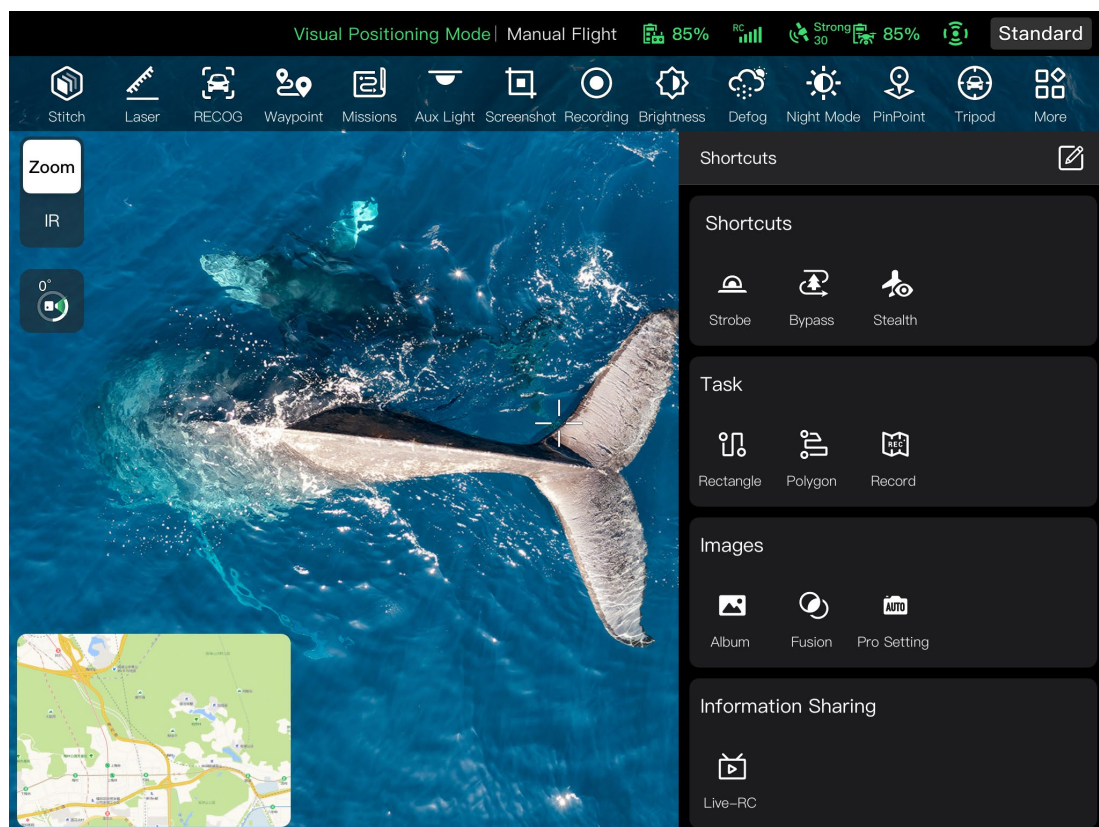 Visual Positioning Mode | Manual Flight 85% RC Strong 30 85% Standard
Stitch Laser RECOG Waypoint Missions Aux Light Screenshot Recording Brightness Defog Night Mode PinPoint Tripod More
Zoom
IR
0°
Shortcuts
Shortcuts
Strobe Bypass Stealth
Task
REC
Rectangle Polygon Record
Images
AUTO
Album Fusion Pro Setting
Information Sharing
Live-RC